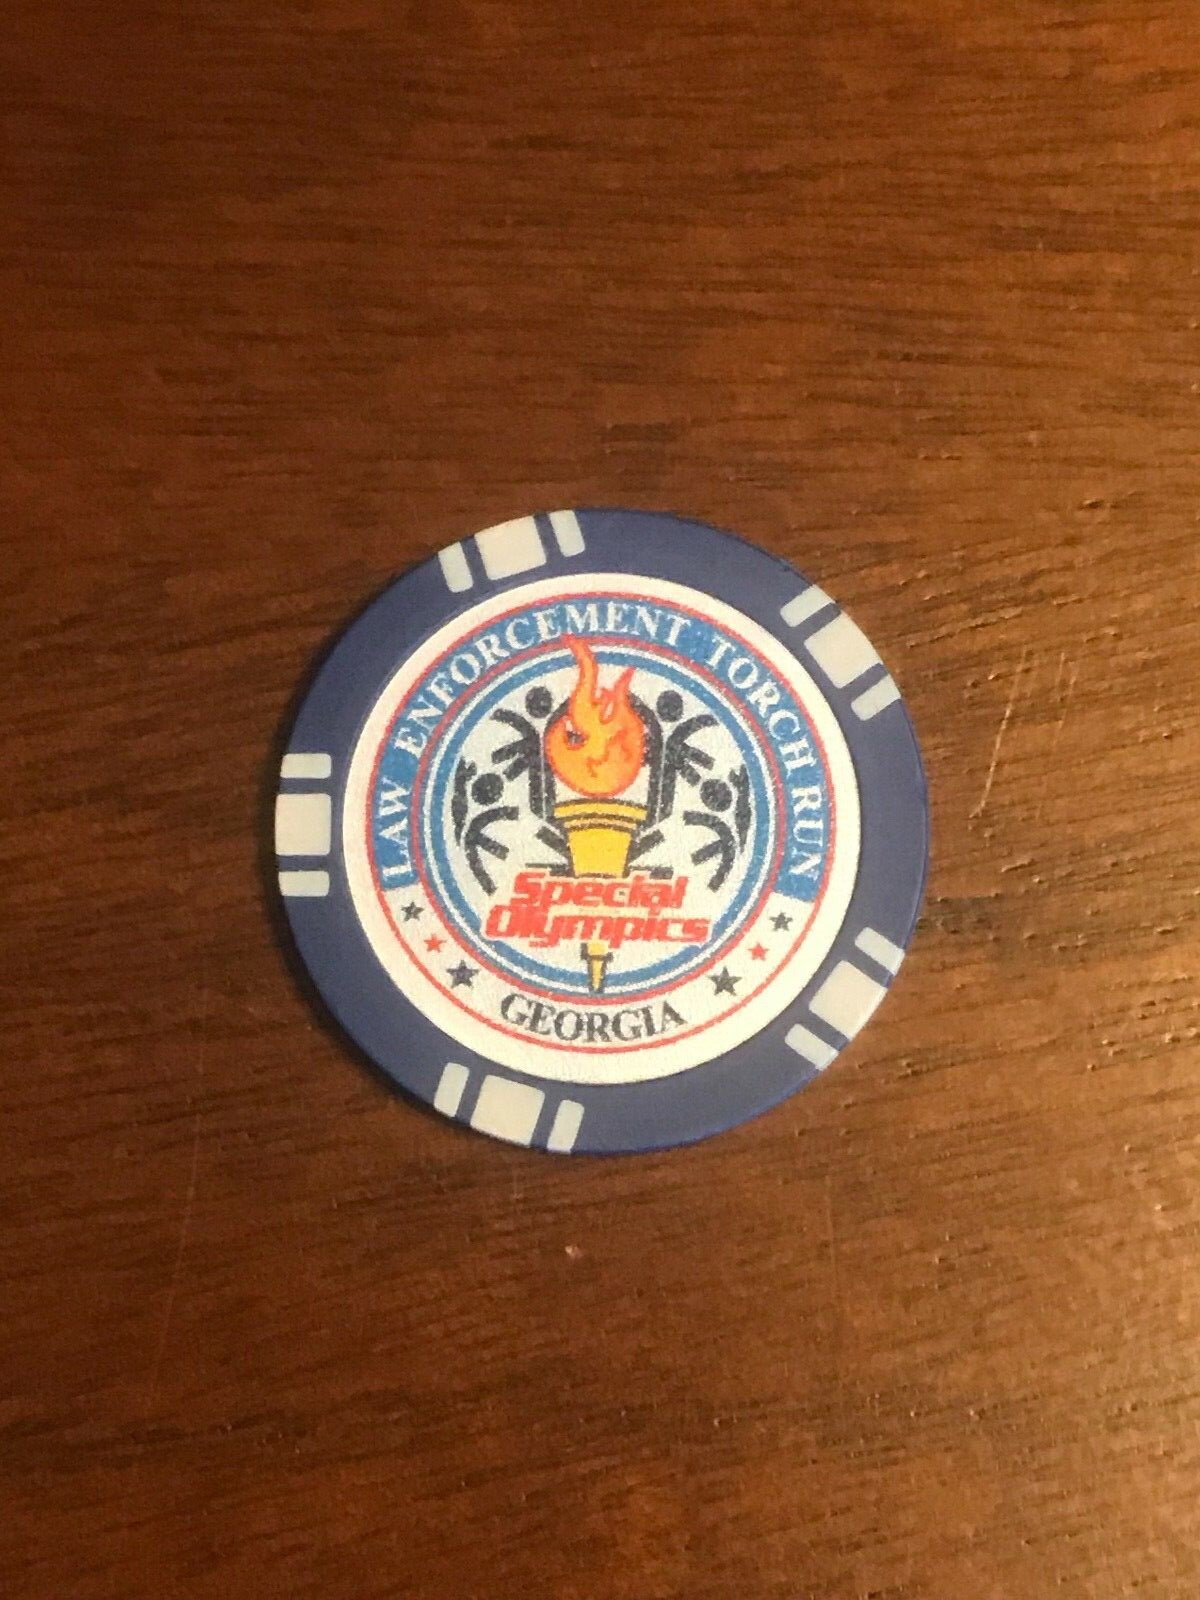 LAW ENFORCEMENT TORCH RUN
Special
Olympics
GEORGIA